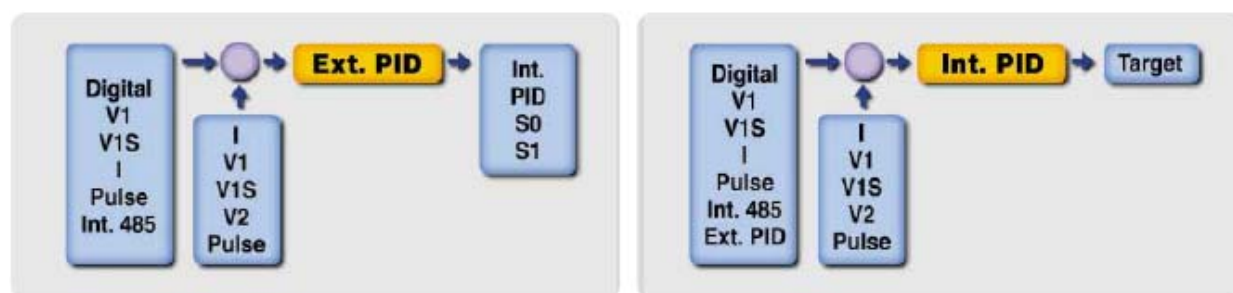 Digital
V1
V1S
I
Pulse
Int. 485
I
V1
V1S
V2
Pulse
Ext. PID
Int.
PID
S0
S1
Digital
V1
V1S
I
Pulse
Int. 485
Ext. PID
I
V1
V1S
V2
Pulse
Int. PID
Target